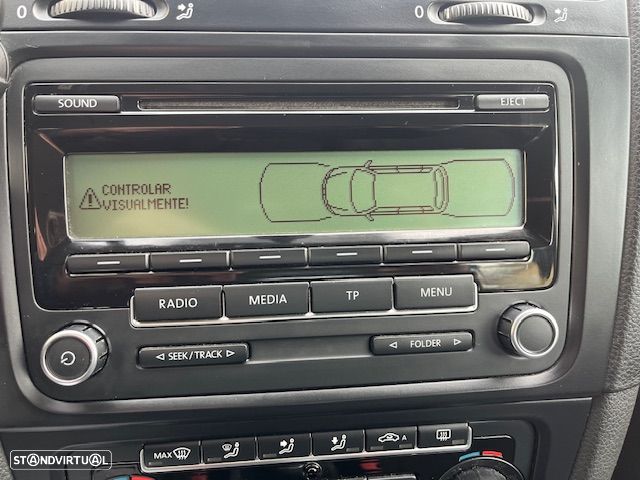 0
0
SOUND
EJECT
CONTROLAR
VISUALMENTE!
RADIO
MEDIA
TP
MENU
SEEK/TRACK
FOLDER
MAX
A
STANDVIRTUAL